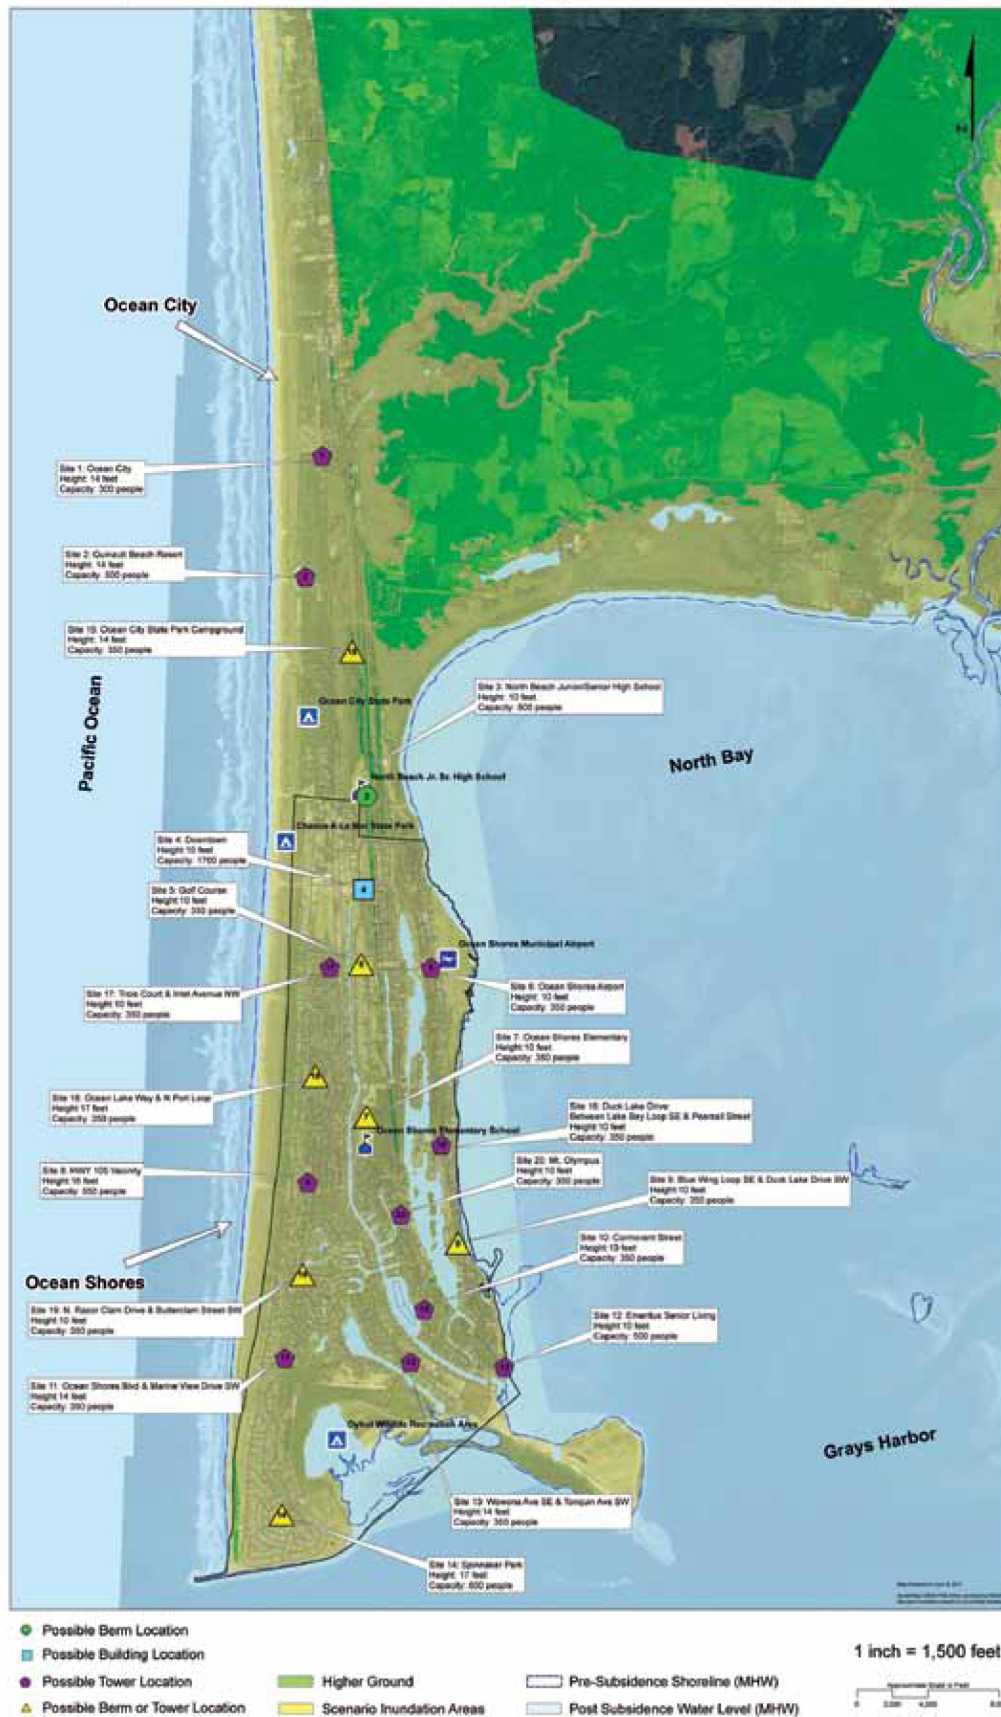 N
Ocean City
Site 1: Ocean City
Height: 14 feet
Capacity: 300 people
Site 2: Quinault Beach Resort
Height: 14 feet
Capacity: 500 people
Site 15: Ocean City State Park Campground
Height: 14 feet
Capacity: 350 people
Ocean City State Park
Site 3: North Beach Junior/Senior High School
Height: 10 feet
Capacity: 800 people
Pacific Ocean
North Bay
North Beach Jr. Sr. High School
3
State Park
Site 4: Downtown
Height: 10 feet
Capacity: 1700 people
4
Site 5: Golf Course
Height: 10 feet
Capacity: 350 people
Ocean Shores Municipal Airport
Site 17: Trois Court & Inlet Avenue NW
Height: 10 feet
Capacity: 350 people
Site 6: Ocean Shores Airport
Height: 10 feet
Capacity: 350 people
Site 7: Ocean Shores Elementary
Height: 10 feet
Capacity: 350 people
Ocean Lake Way & N Port Loop
Height: 17 feet
Capacity: 350 people
Duck Lake Drive
Between Lake Bay Loop SE & Pearsall Street
Height: 10 feet
Capacity: 350 people
Ocean Shores Elementary School
Site 8: HWY 105 Vicinity
Height: 16 feet
Capacity: people
Site 20: Mt. Olympus
Height: 10 feet
Capacity: 350 people
Site 9: Blue Wing Loop SE & Duck Lake Drive SW
Height: 10 feet
Capacity: 350 people
Site 10: Cormorant Street
Height: 13 feet
Capacity: 350 people
Ocean Shores
Site 19: N. Razor Clam Drive & Butterclam Street SW
Height: 10 feet
Capacity: 350 people
Site 12: Emeritus Senior Living
Height: 10 feet
Capacity: 500 people
Site 11: Ocean Shores Blvd & Marine View Drive SW
Height: 14 feet
Capacity: 350 people
Wildlife Recreation Area
Grays Harbor
Site 13: Wowona Ave SE & Tonquin Ave SW
Height: 14 feet
Capacity: 350 people
Site 14: Spinnaker Park
Height: 17 feet
Capacity: 800 people
Possible Berm Location
Possible Building Location
Possible Tower Location
Possible Berm or Tower Location
Higher Ground
Scenario Inundation Areas
Pre-Subsidence Shoreline (MHW)
Post Subsidence Water Level (MHW)
1 inch = 1,500 feet
Approximate Scale in Feet